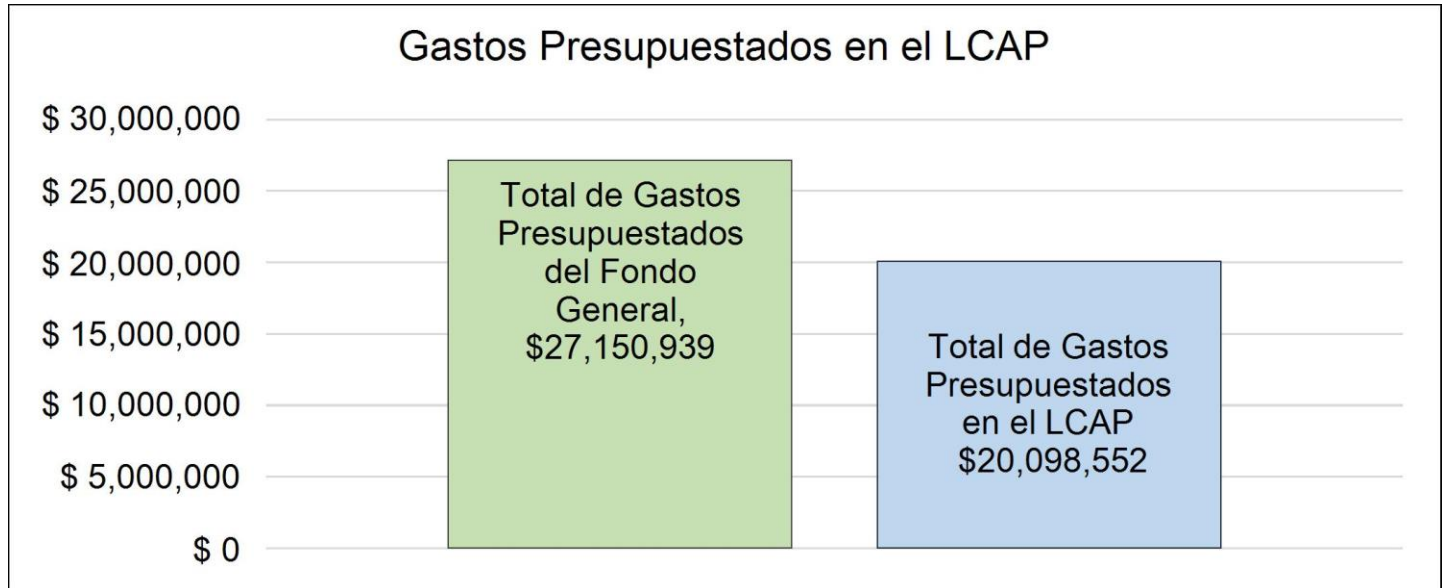 Gastos Presupuestados en el LCAP
$ 30,000,000
$ 25,000,000
$ 20,000,000
$ 15,000,000
$ 10,000,000
$ 5,000,000
$ 0
Total de Gastos
Presupuestados
del Fondo
General,
$27,150,939
Total de Gastos
Presupuestados
en el LCAP
$20,098,552